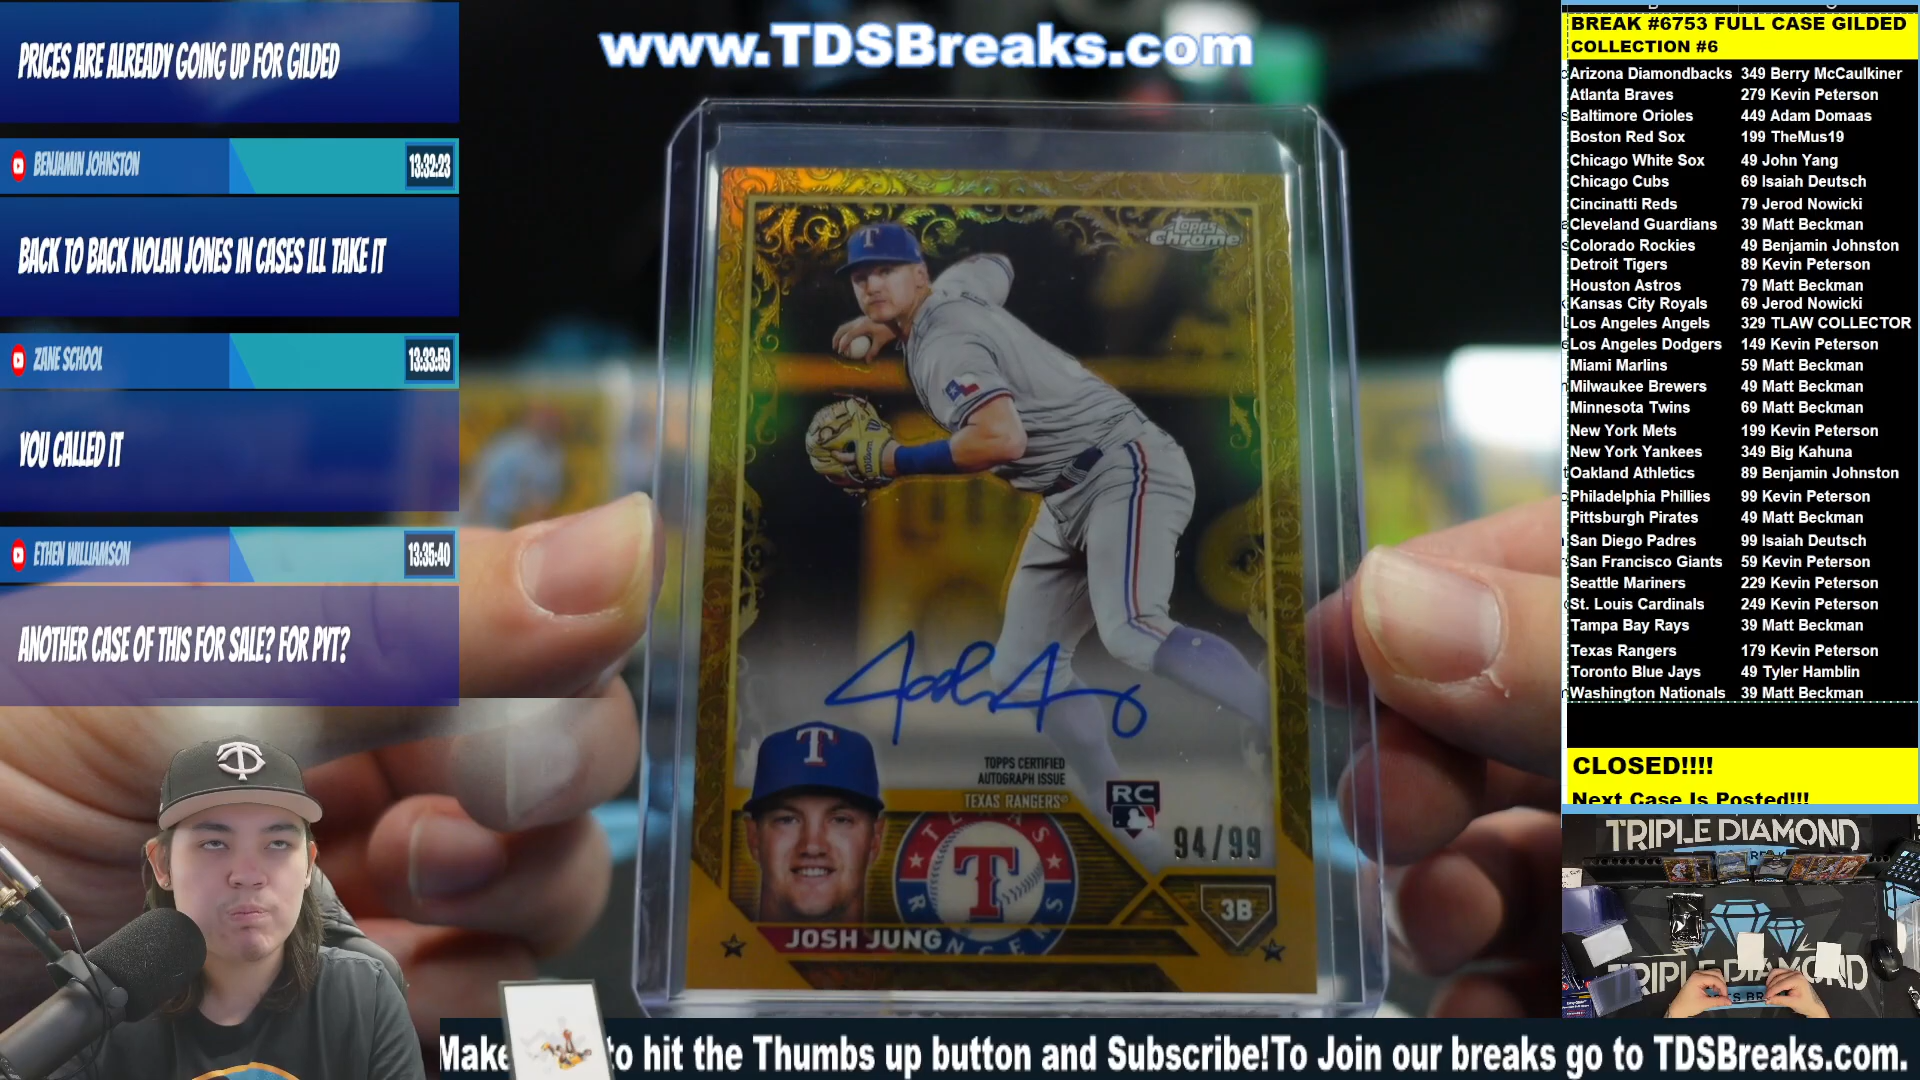 PRICES ARE ALREADY GOING UP FOR GILDED
BENJAMIN JOHNSTON 13:32:23
BACK TO BACK NOLAN JONES IN CASES ILL TAKE IT
ZANE SCHOOL 13:33:59
YOU CALLED IT
ETHEN WILLIAMSON 13:35:40
ANOTHER CASE OF THIS FOR SALE? FOR PYT?
www.TDSBreaks.com
Topps
Chrome
T
Wilson
Josh Jung
TOPPS CERTIFIED
AUTOGRAPH ISSUE
TEXAS RANGERS®
RC
94/99
T
TEXAS
T
RANGERS
3B
JOSH JUNG
TC
BREAK #6753 FULL CASE GILDED
COLLECTION #6
Arizona Diamondbacks 349 Berry McCaulkiner
Atlanta Braves 279 Kevin Peterson
Baltimore Orioles 449 Adam Domaas
Boston Red Sox 199 TheMus19
Chicago White Sox 49 John Yang
Chicago Cubs 69 Isaiah Deutsch
Cincinatti Reds 79 Jerod Nowicki
Cleveland Guardians 39 Matt Beckman
Colorado Rockies 49 Benjamin Johnston
Detroit Tigers 89 Kevin Peterson
Houston Astros 79 Matt Beckman
Kansas City Royals 69 Jerod Nowicki
Los Angeles Angels 329 TLAW COLLECTOR
Los Angeles Dodgers 149 Kevin Peterson
Miami Marlins 59 Matt Beckman
Milwaukee Brewers 49 Matt Beckman
Minnesota Twins 69 Matt Beckman
New York Mets 199 Kevin Peterson
New York Yankees 349 Big Kahuna
Oakland Athletics 89 Benjamin Johnston
Philadelphia Phillies 99 Kevin Peterson
Pittsburgh Pirates 49 Matt Beckman
San Diego Padres 99 Isaiah Deutsch
San Francisco Giants 59 Kevin Peterson
Seattle Mariners 229 Kevin Peterson
St. Louis Cardinals 249 Kevin Peterson
Tampa Bay Rays 39 Matt Beckman
Texas Rangers 179 Kevin Peterson
Toronto Blue Jays 49 Tyler Hamblin
Washington Nationals 39 Matt Beckman
CLOSED!!!!
Next Case Is Posted!!!
TRIPLE DIAMOND
TRIPLE DIAMOND
Make to hit the Thumbs up button and Subscribe!To Join our breaks go to TDSBreaks.com.